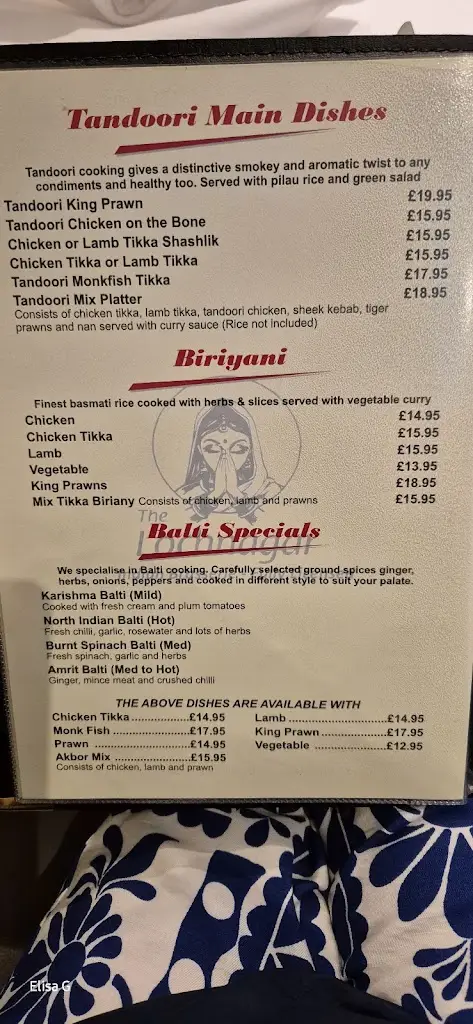 Tandoori Main Dishes
Tandoori cooking gives a distinctive smokey and aromatic twist to any
condiments and healthy too. Served with pilau rice and green salad
Tandoori King Prawn £19.95
Tandoori Chicken on the Bone £15.95
Chicken or Lamb Tikka Shashlik £15.95
Chicken Tikka or Lamb Tikka £15.95
Tandoori Monkfish Tikka £17.95
Tandoori Mix Platter £18.95
Consists of chicken tikka, lamb tikka, tandoori chicken, sheek kebab, tiger
prawns and nan served with curry sauce (Rice not included)
Biriyani
Finest basmati rice cooked with herbs & slices served with vegetable curry
Chicken £14.95
Chicken Tikka £15.95
Lamb £15.95
Vegetable £13.95
King Prawns £18.95
Mix Tikka Biriany Consists of chicken, lamb and prawns £15.95
The
Lochnagar
Balti Specials
We specialise in Balti cooking. Carefully selected ground spices ginger,
herbs, onions, peppers and cooked in different style to suit your palate.
Karishma Balti (Mild)
Cooked with fresh cream and plum tomatoes
North Indian Balti (Hot)
Fresh chilli, garlic, rosewater and lots of herbs
Burnt Spinach Balti (Med)
Fresh spinach, garlic and herbs
Amrit Balti (Med to Hot)
Ginger, mince meat and crushed chilli
THE ABOVE DISHES ARE AVAILABLE WITH
Chicken Tikka ..................£14.95 Lamb ..............................£14.95
Monk Fish ........................£17.95 King Prawn ....................£17.95
Prawn .............................£14.95 Vegetable ......................£12.95
Akbor Mix .......................£15.95
Consists of chicken, lamb and prawn
Elisa G